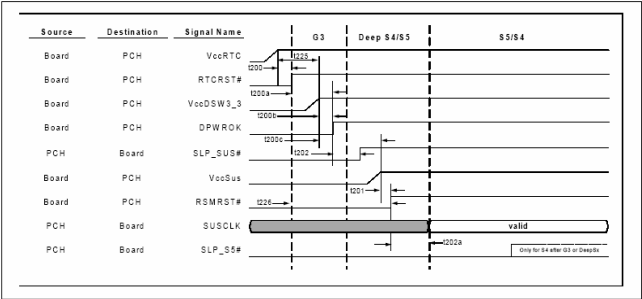 Source Destination Signal Name G3 Deep S4/S5 S5/S4
Board PCH VccRTC t225
t200
Board PCH RTCRST#
t200a
Board PCH VccDSW3_3
t200b
Board PCH DPWROK
t200c
PCH Board SLP_SUS# t202
Board PCH VccSus
t201
Board PCH RSMRST# t226
PCH Board SUSCLK valid
t202a
PCH Board SLP_S5# Only for S4 after G3 or DeepSx